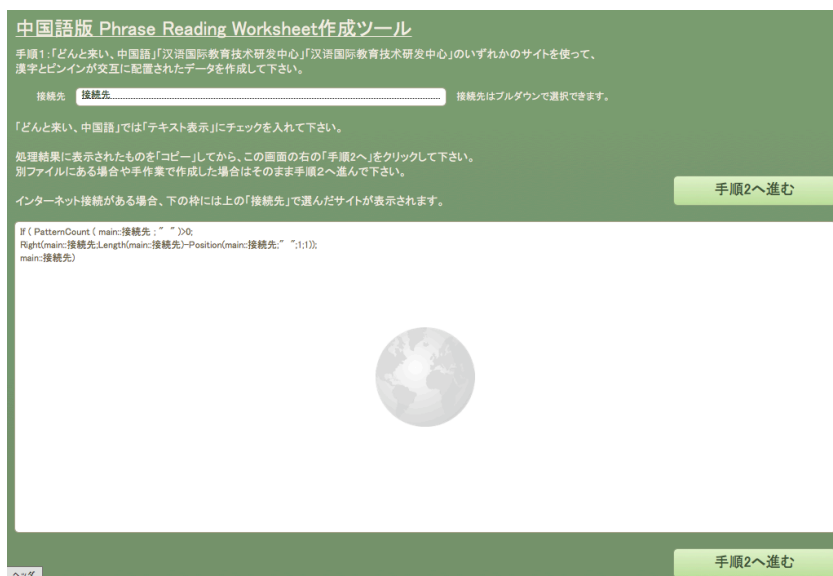 中国語版 Phrase Reading Worksheet作成ツール
手順1:「どんと来い、中国語」「汉语国际教育技术研发中心」「汉语国际教育技术研发中心」のいずれかのサイトを使って、
漢字とピンインが交互に配置されたデータを作成して下さい。
接続先 接続先 接続先はプルダウンで選択できます。
「どんと来い、中国語」では「テキスト表示」にチェックを入れて下さい。
処理結果に表示されたものを「コピー」してから、この画面の右の「手順2へ」をクリックして下さい。
別ファイルにある場合や手作業で作成した場合はそのまま手順2へ進んで下さい。
手順2へ進む
インターネット接続がある場合、下の枠には上の「接続先」で選んだサイトが表示されます。
If ( PatternCount ( main::接続先 ; " " )>0;
Right(main::接続先;Length(main::接続先)-Position(main::接続先;" ";1;1));
main::接続先)
手順2へ進む
ヘッダ